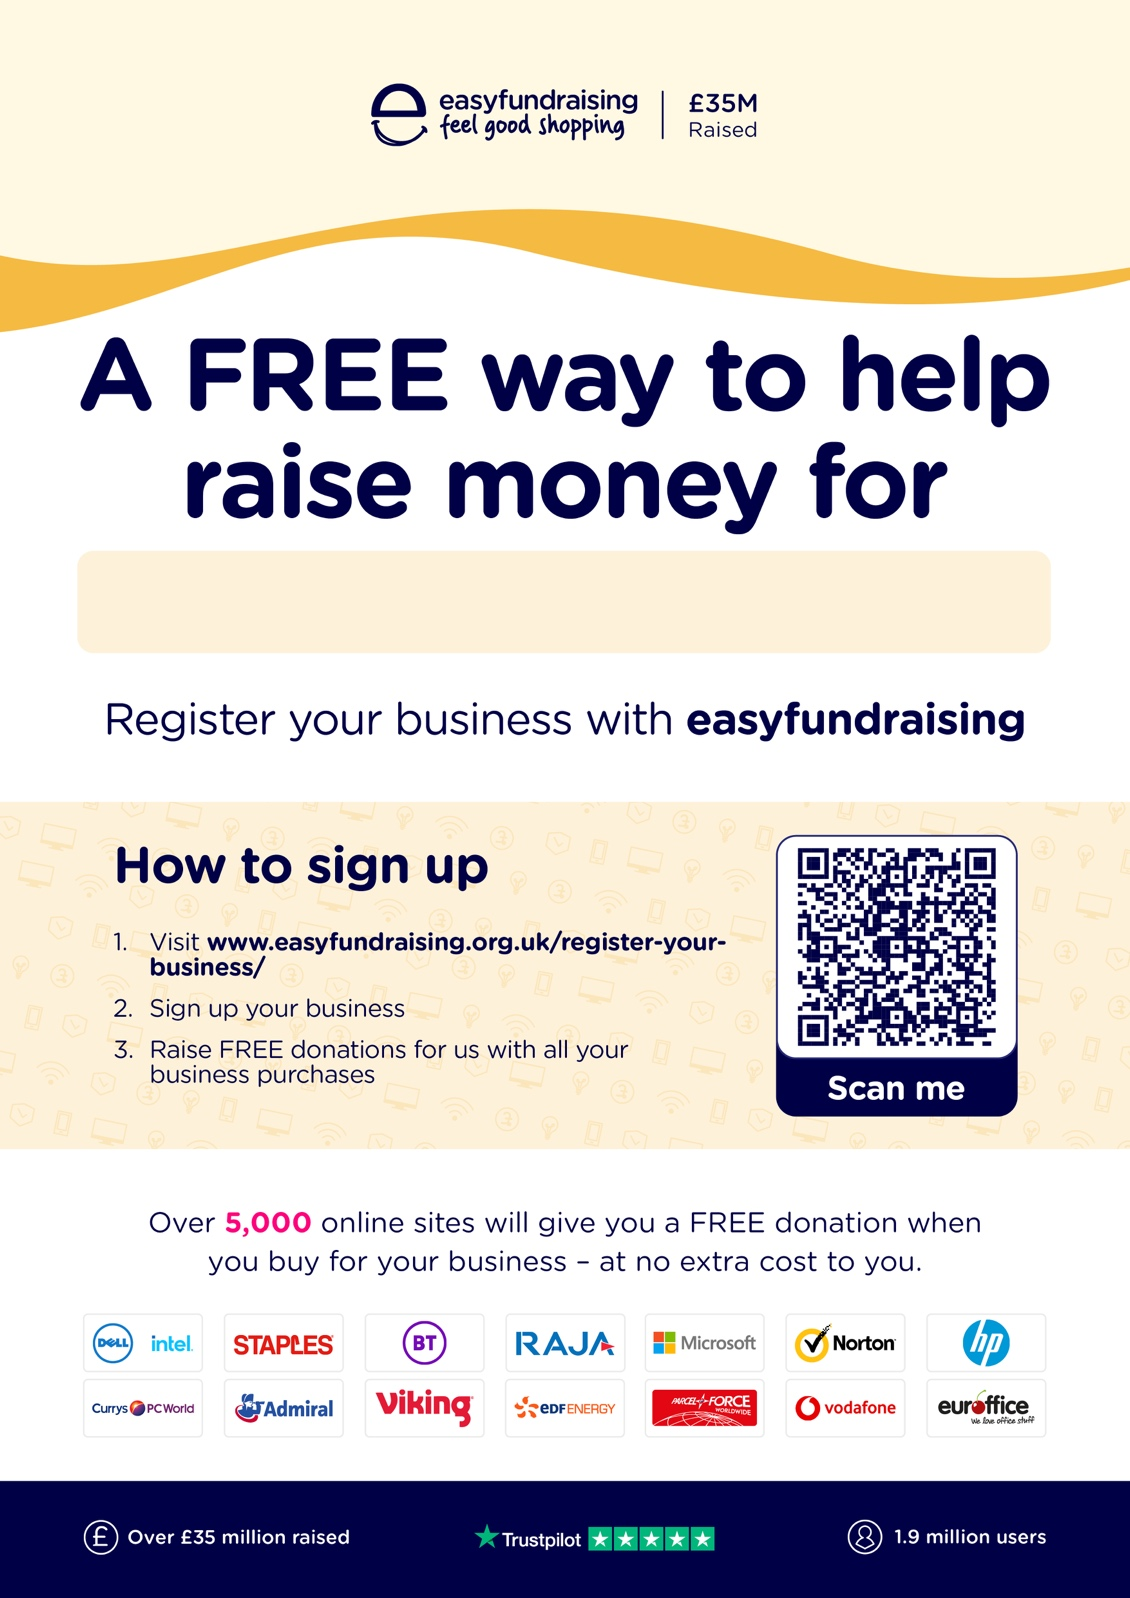 easyfundraising
feel good shopping
£35M
Raised
A FREE way to help
raise money for
Register your business with easyfundraising
How to sign up
1. Visit www.easyfundraising.org.uk/register-your-
business/
2. Sign up your business
3. Raise FREE donations for us with all your
business purchases
Scan me
Over 5,000 online sites will give you a FREE donation when
you buy for your business – at no extra cost to you.
DELL intel. STAPLES BT RAJA Microsoft Norton hp
Currys PC World Admiral Viking EDF ENERGY PARCEL FORCE WORLDWIDE vodafone euroffice We love office stuff
£ Over £35 million raised Trustpilot 1.9 million users